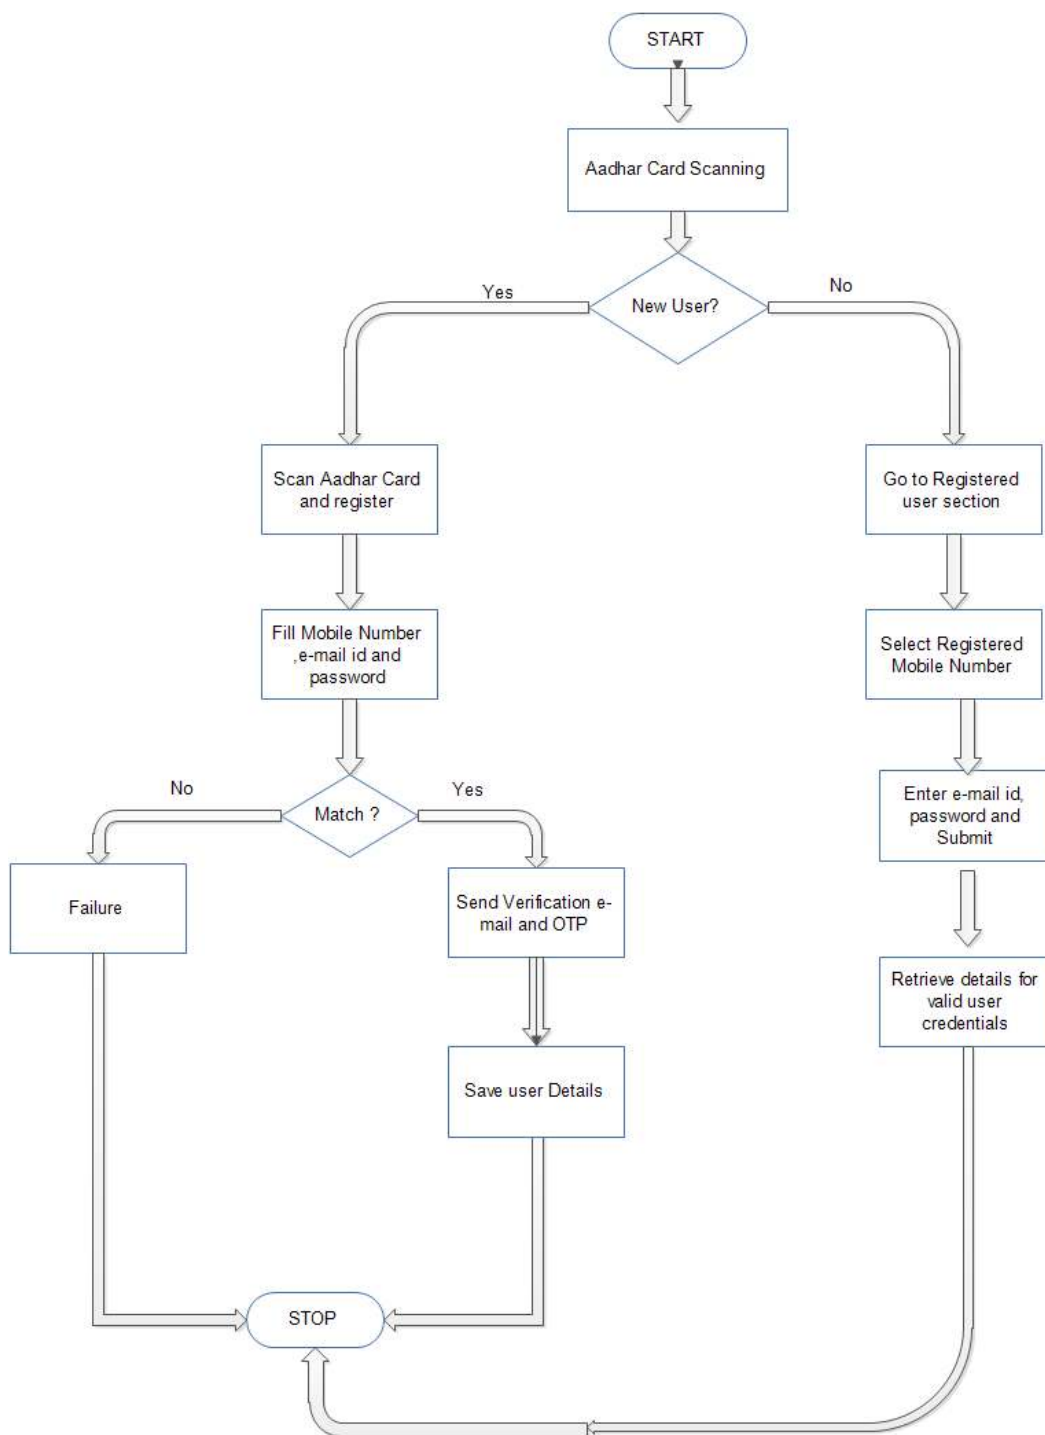 START
Aadhar Card Scanning
Yes
New User?
No
Scan Aadhar Card
and register
Go to Registered
user section
Fill Mobile Number
,e-mail id and
password
Select Registered
Mobile Number
No
Match ?
Yes
Enter e-mail id,
password and
Submit
Failure
Send Verification e-
mail and OTP
Retrieve details for
valid user
credentials
Save user Details
STOP